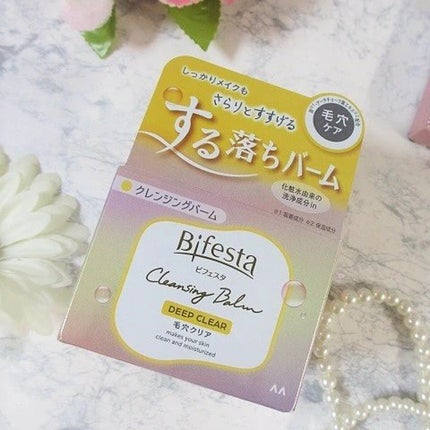 しっかりメイクも
さらりとすすげる
する落ちバーム
毛穴
ケア
化粧水由来の
洗浄成分in
クレンジングバーム
Bifesta
ビフェスタ
Cleansing Balm
DEEP CLEAR
毛穴クリア
makes your skin
clean and moisturized